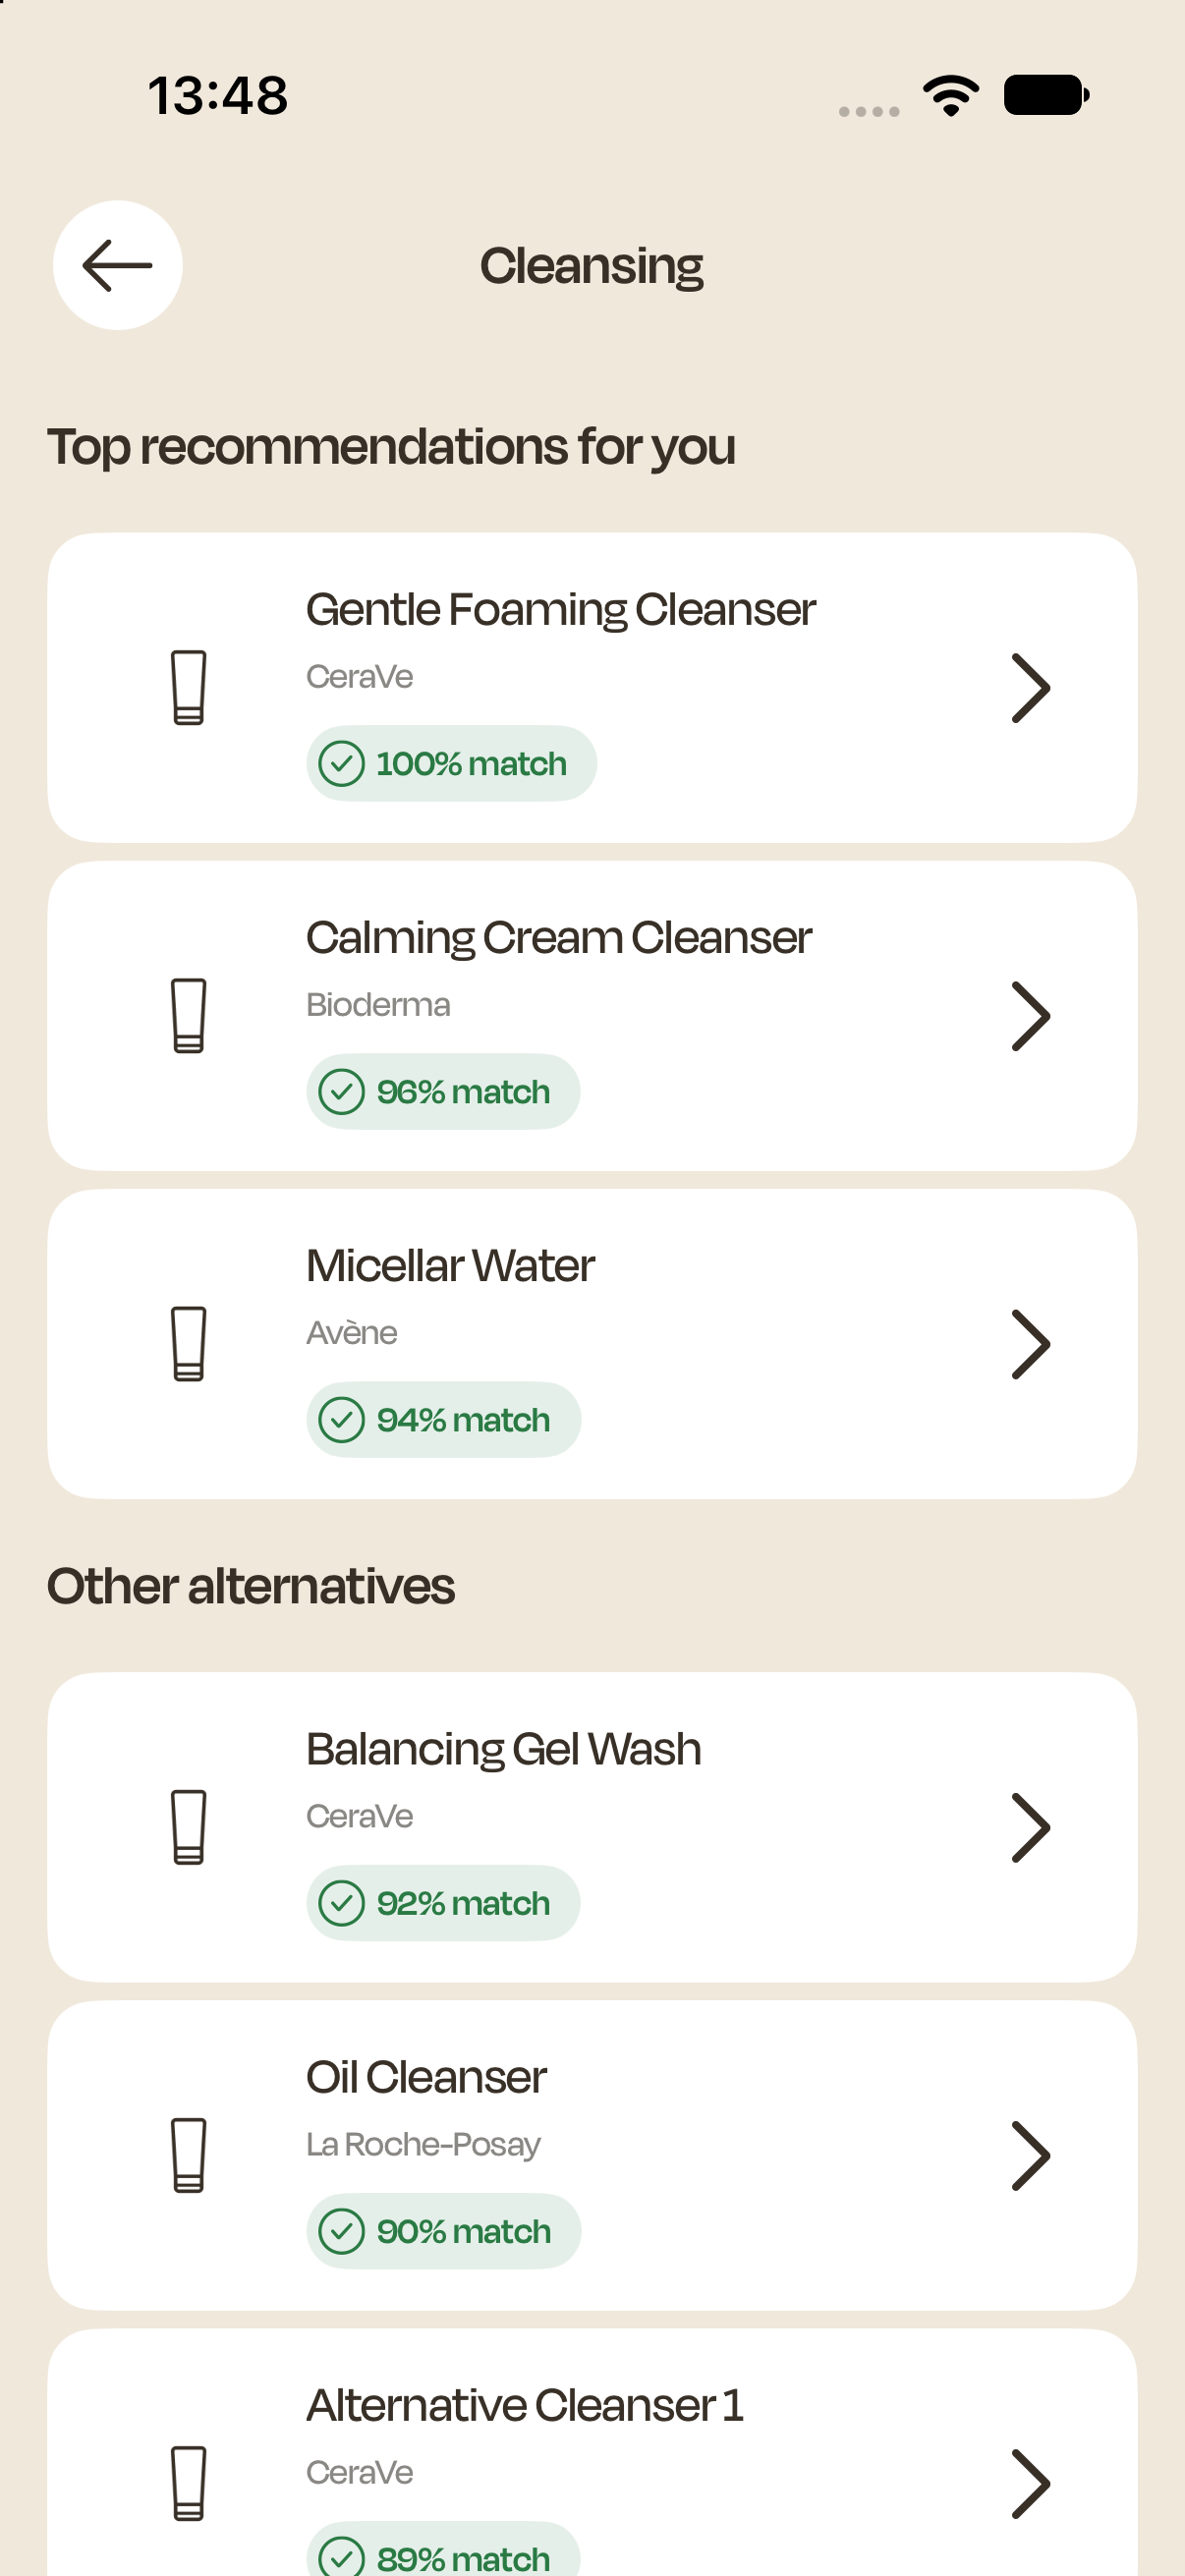 13:48
Cleansing
Top recommendations for you
Gentle Foaming Cleanser
CeraVe
100% match
Calming Cream Cleanser
Bioderma
96% match
Micellar Water
Avène
94% match
Other alternatives
Balancing Gel Wash
CeraVe
92% match
Oil Cleanser
La Roche-Posay
90% match
Alternative Cleanser 1
CeraVe
89% match